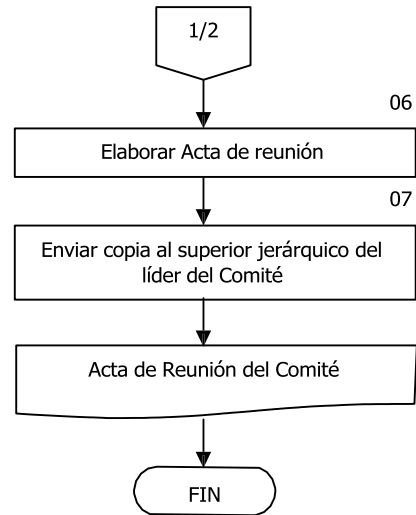 1/2
06
Elaborar Acta de reunión
07
Enviar copia al superior jerárquico del
líder del Comité
Acta de Reunión del Comité
FIN